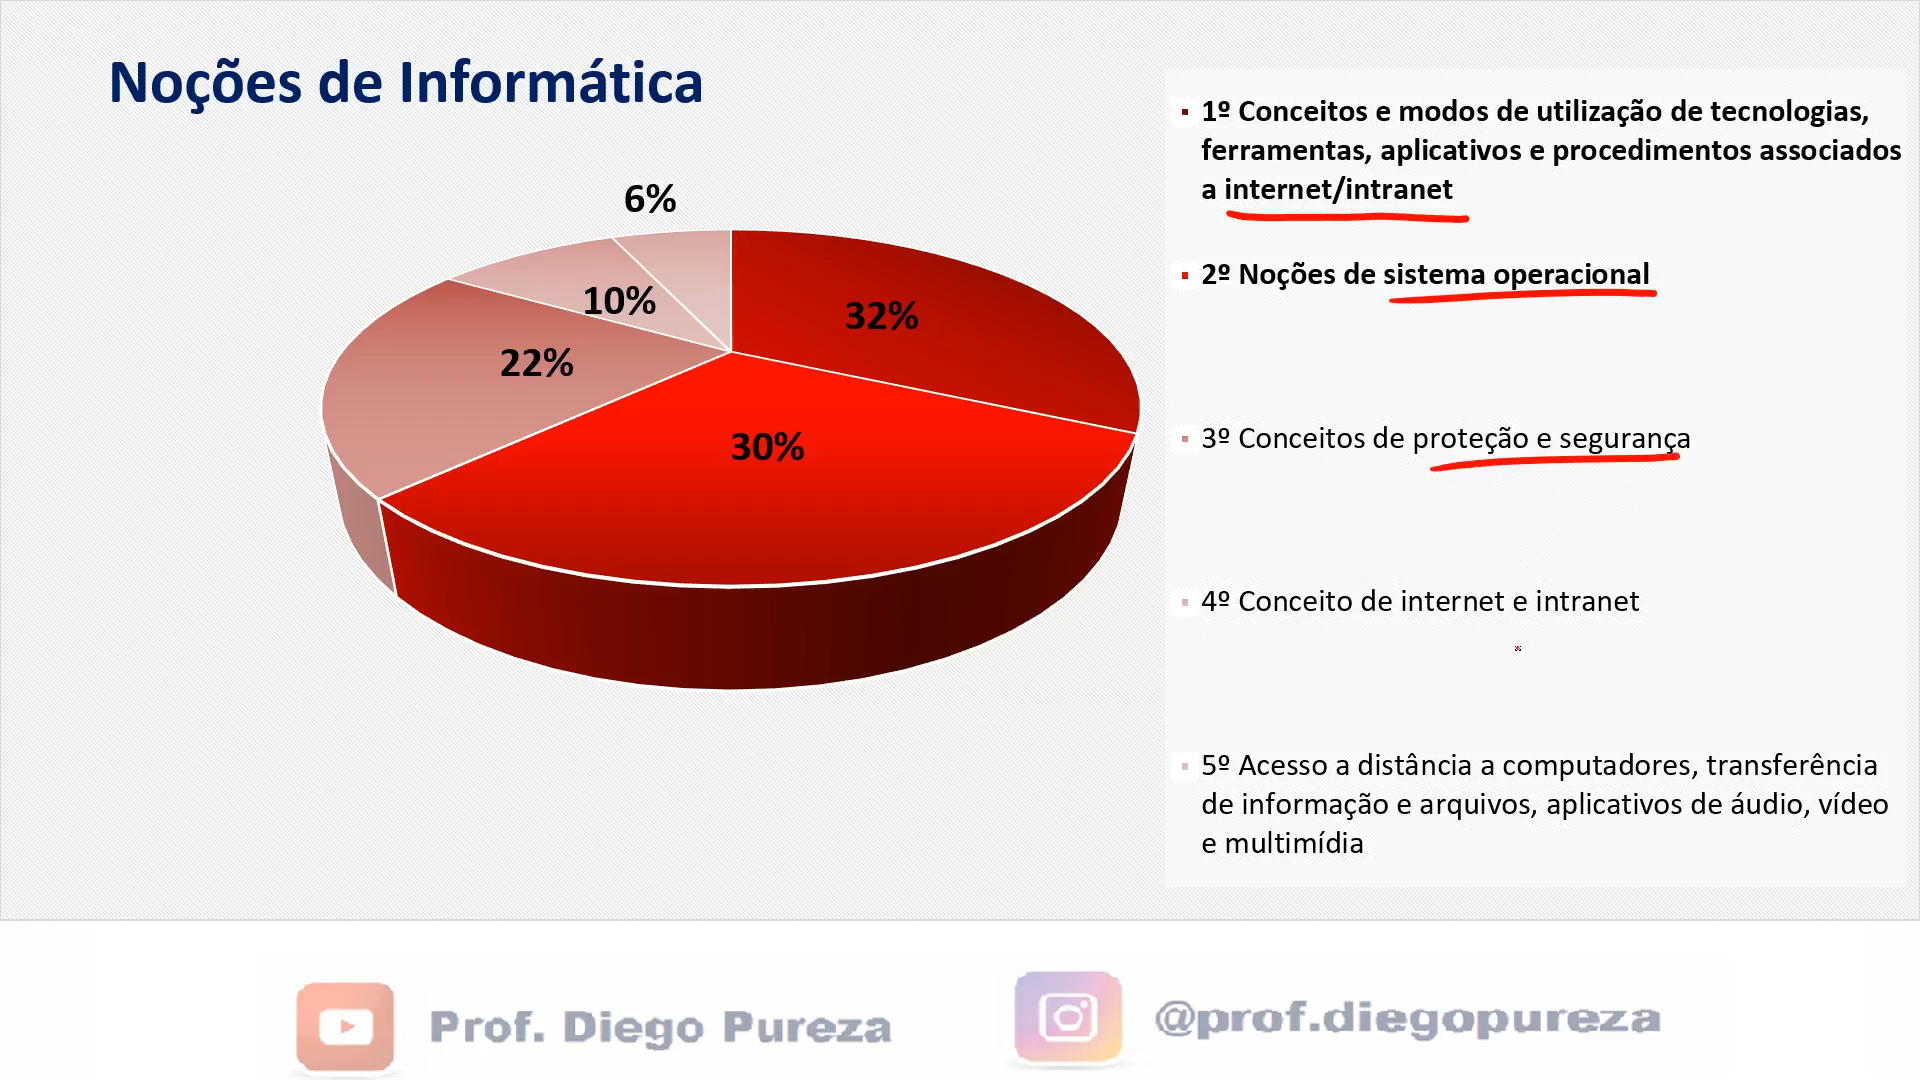 Noções de Informática
6%
10%
32%
22%
30%
1º Conceitos e modos de utilização de tecnologias,
ferramentas, aplicativos e procedimentos associados
a internet/intranet
2º Noções de sistema operacional
3º Conceitos de proteção e segurança
4º Conceito de internet e intranet
5º Acesso a distância a computadores, transferência
de informação e arquivos, aplicativos de áudio, vídeo
e multimídia
Prof. Diego Pureza
@prof.diegopureza